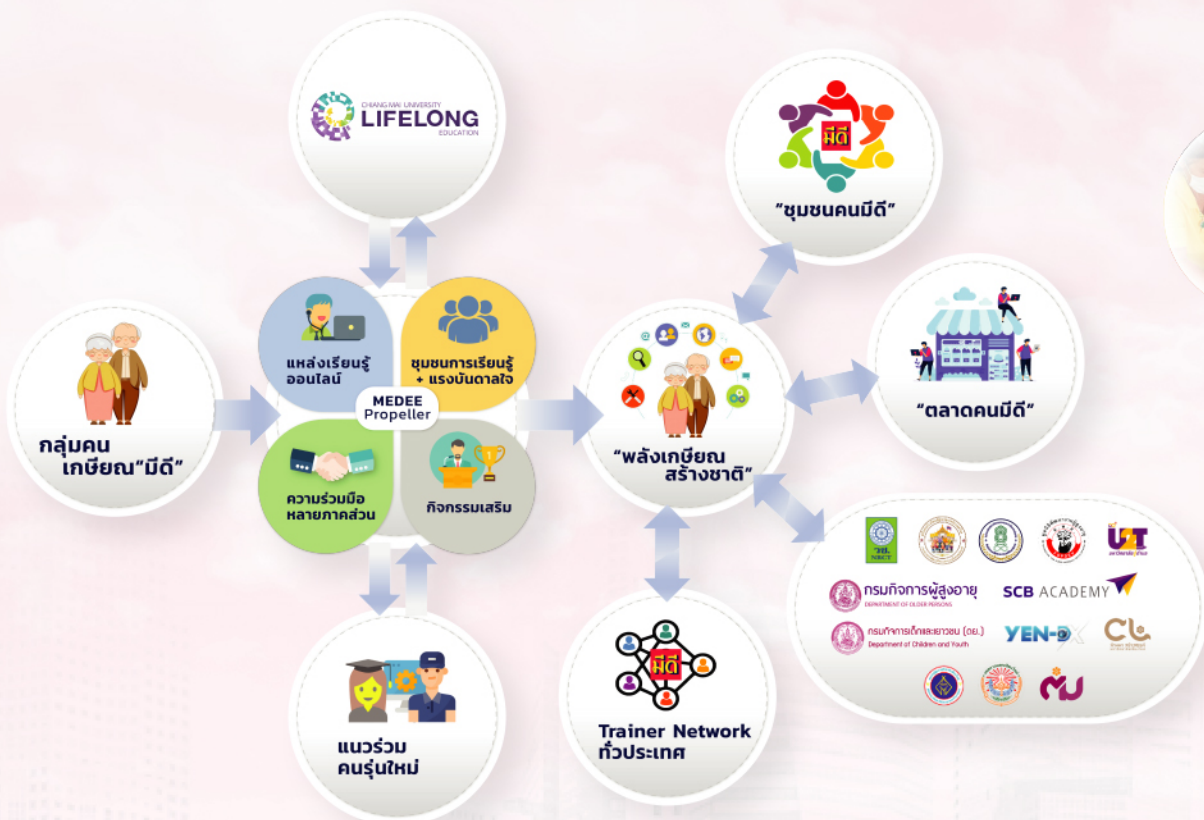 CHIANG MAI UNIVERSITY
LIFELONG
EDUCATION
มีดี
“ชุมชนคนมีดี”
กลุ่มคน
เกษียณ“มีดี”
แหล่งเรียนรู้
ออนไลน์
ชุมชนการเรียนรู้
+ แรงบันดาลใจ
MEDEE
Propeller
ความร่วมมือ
หลายภาคส่วน
กิจกรรมเสริม
“พลังเกษียณ
สร้างชาติ”
“ตลาดคนมีดี”
วช.
NRCT
U2T
กรมกิจการผู้สูงอายุ
DEPARTMENT OF OLDER PERSONS
SCB ACADEMY
กรมกิจการเด็กและเยาวชน (ดย.)
Department of Children and Youth
YEN-DX
แนวร่วม
คนรุ่นใหม่
มีดี
Trainer Network
ทั่วประเทศ